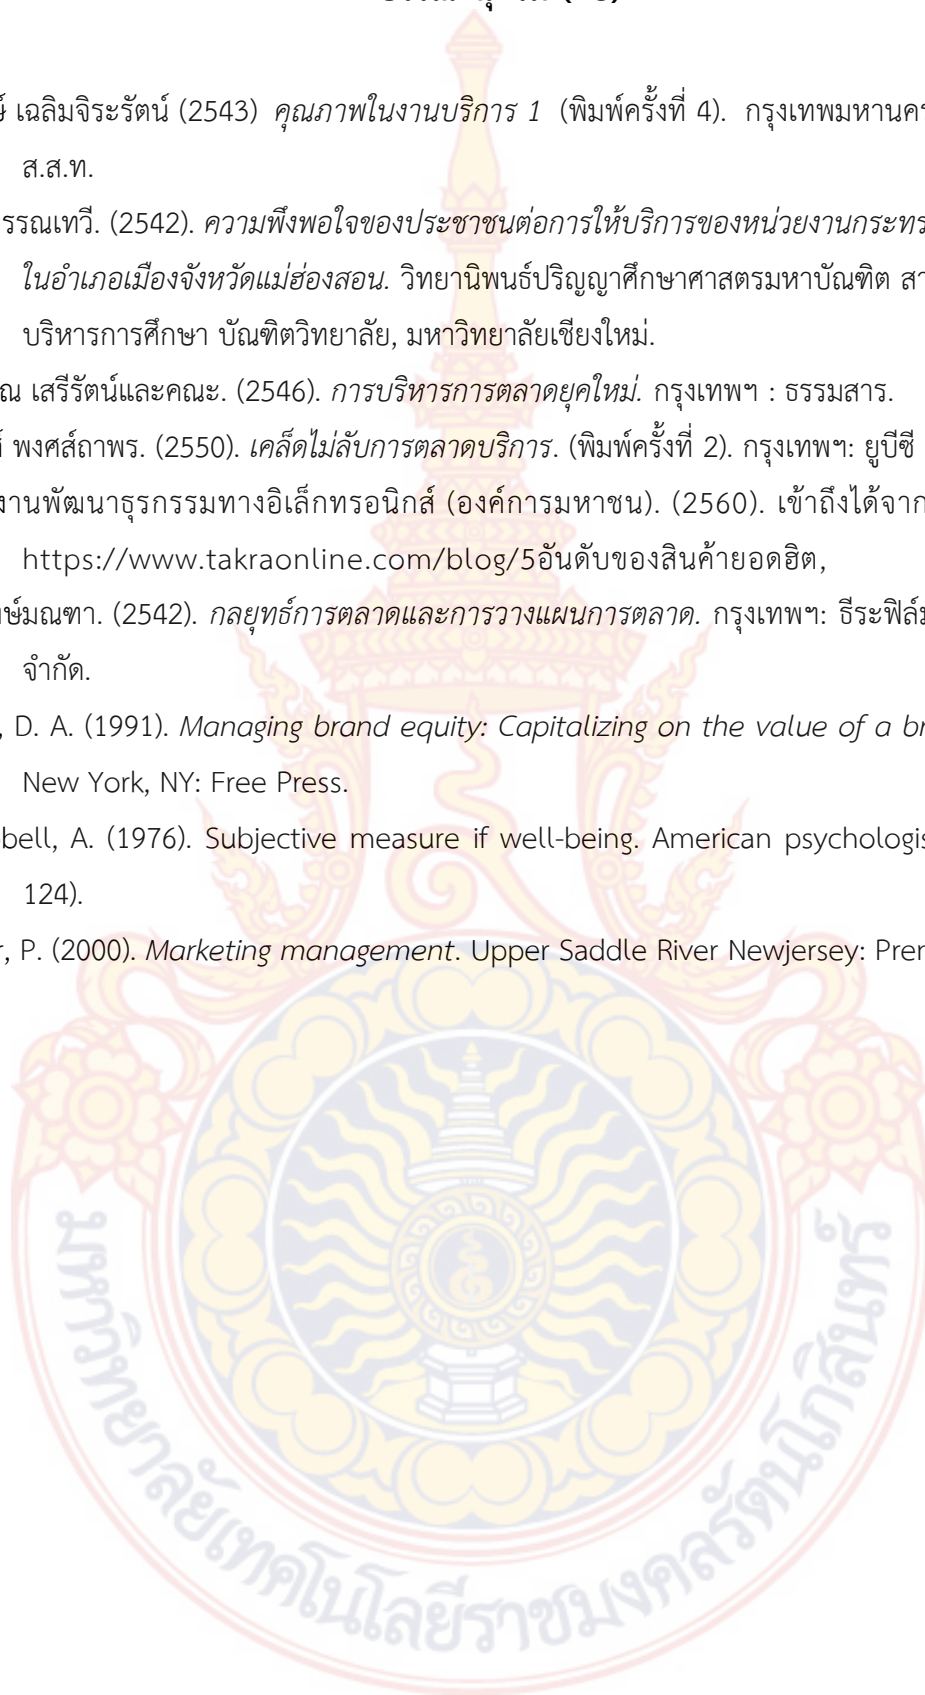 เฉลิมจิระรัตน์ (2543) คุณภาพในงานบริการ 1 (พิมพ์ครั้งที่ 4). กรุงเทพมหานคร
ส.ส.ท.
(2542). ความพึงพอใจของประชาชนต่อการให้บริการของหน่วยงาน
ในอำเภอเมืองจังหวัดแม่ฮ่องสอน. วิทยานิพนธ์ปริญญาศึกษาศาสตรมหาบัณฑิต
บริหารการศึกษา บัณฑิตวิทยาลัย, มหาวิทยาลัยเชียงใหม่.
เสรีรัตน์และคณะ. (2546). การบริหารการตลาดยุคใหม่. กรุงเทพฯ : ธรรมสาร.
พงศส์ถาพร. (2550). เคล็ดไม่ลับการตลาดบริการ. (พิมพ์ครั้งที่ 2). กรุงเทพฯ: ยูบีซี
งานพัฒนาธุรกรรมทางอิเล็กทรอนิกส์ (องค์การมหาชน). (2560). เข้าถึงได้จาก
https://www.takraonline.com/blog/5อันดับของสินค้ายอดฮิต,
(2542). กลยุทธ์การตลาดและการวางแผนการตลาด. กรุงเทพฯ: ธีระฟิล์ม
จำกัด.
, D. A. (1991). Managing brand equity: Capitalizing on the value of a
New York, NY: Free Press.
bell, A. (1976). Subjective measure if well-being. American
124).
, P. (2000). Marketing management. Upper Saddle River Newjersey:
มหาวิทยาลัยเทคโนโลยีราชมงคลรัตนโกสินทร์